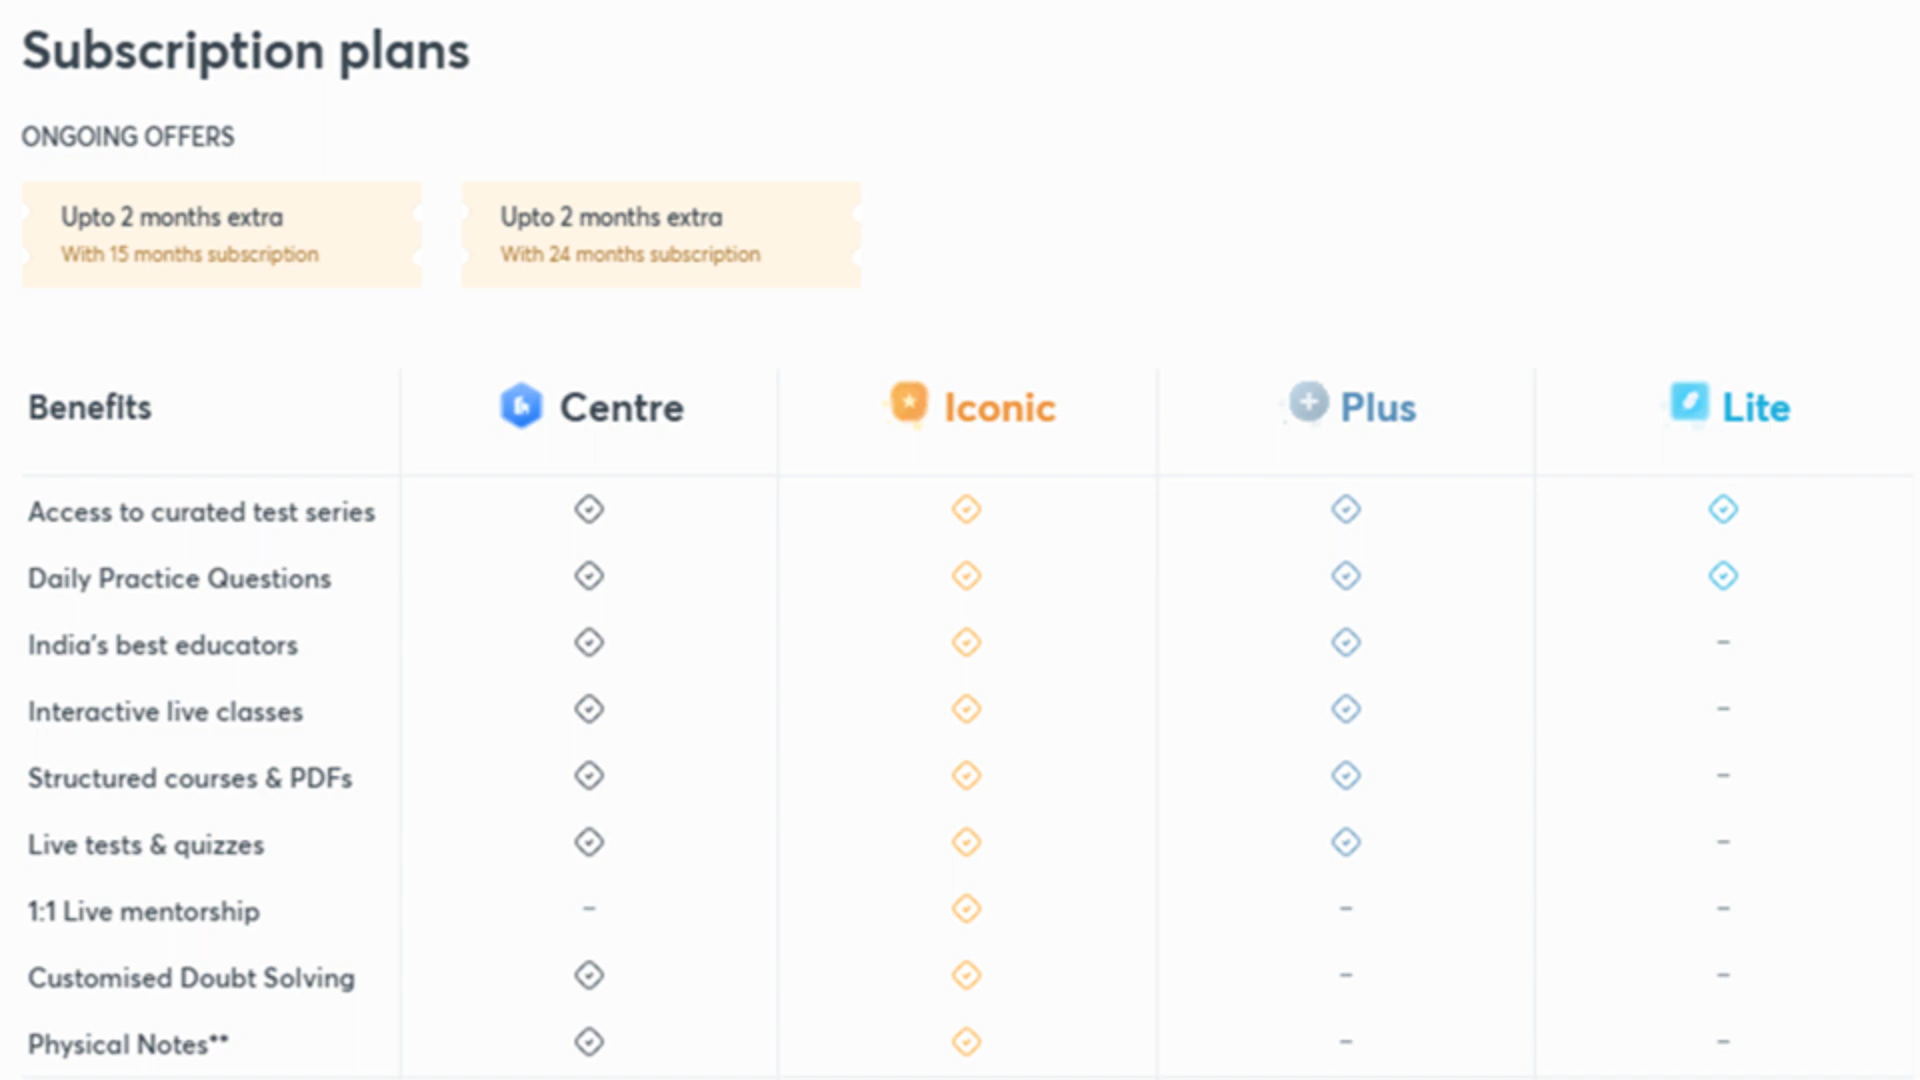 Subscription plans
ONGOING OFFERS
Upto 2 months extra
With 15 months subscription
Upto 2 months extra
With 24 months subscription
Benefits Centre Iconic Plus Lite
Access to curated test series
Daily Practice Questions
India's best educators
Interactive live classes
Structured courses & PDFs
Live tests & quizzes
1:1 Live mentorship - - -
Customised Doubt Solving - -
Physical Notes** - -